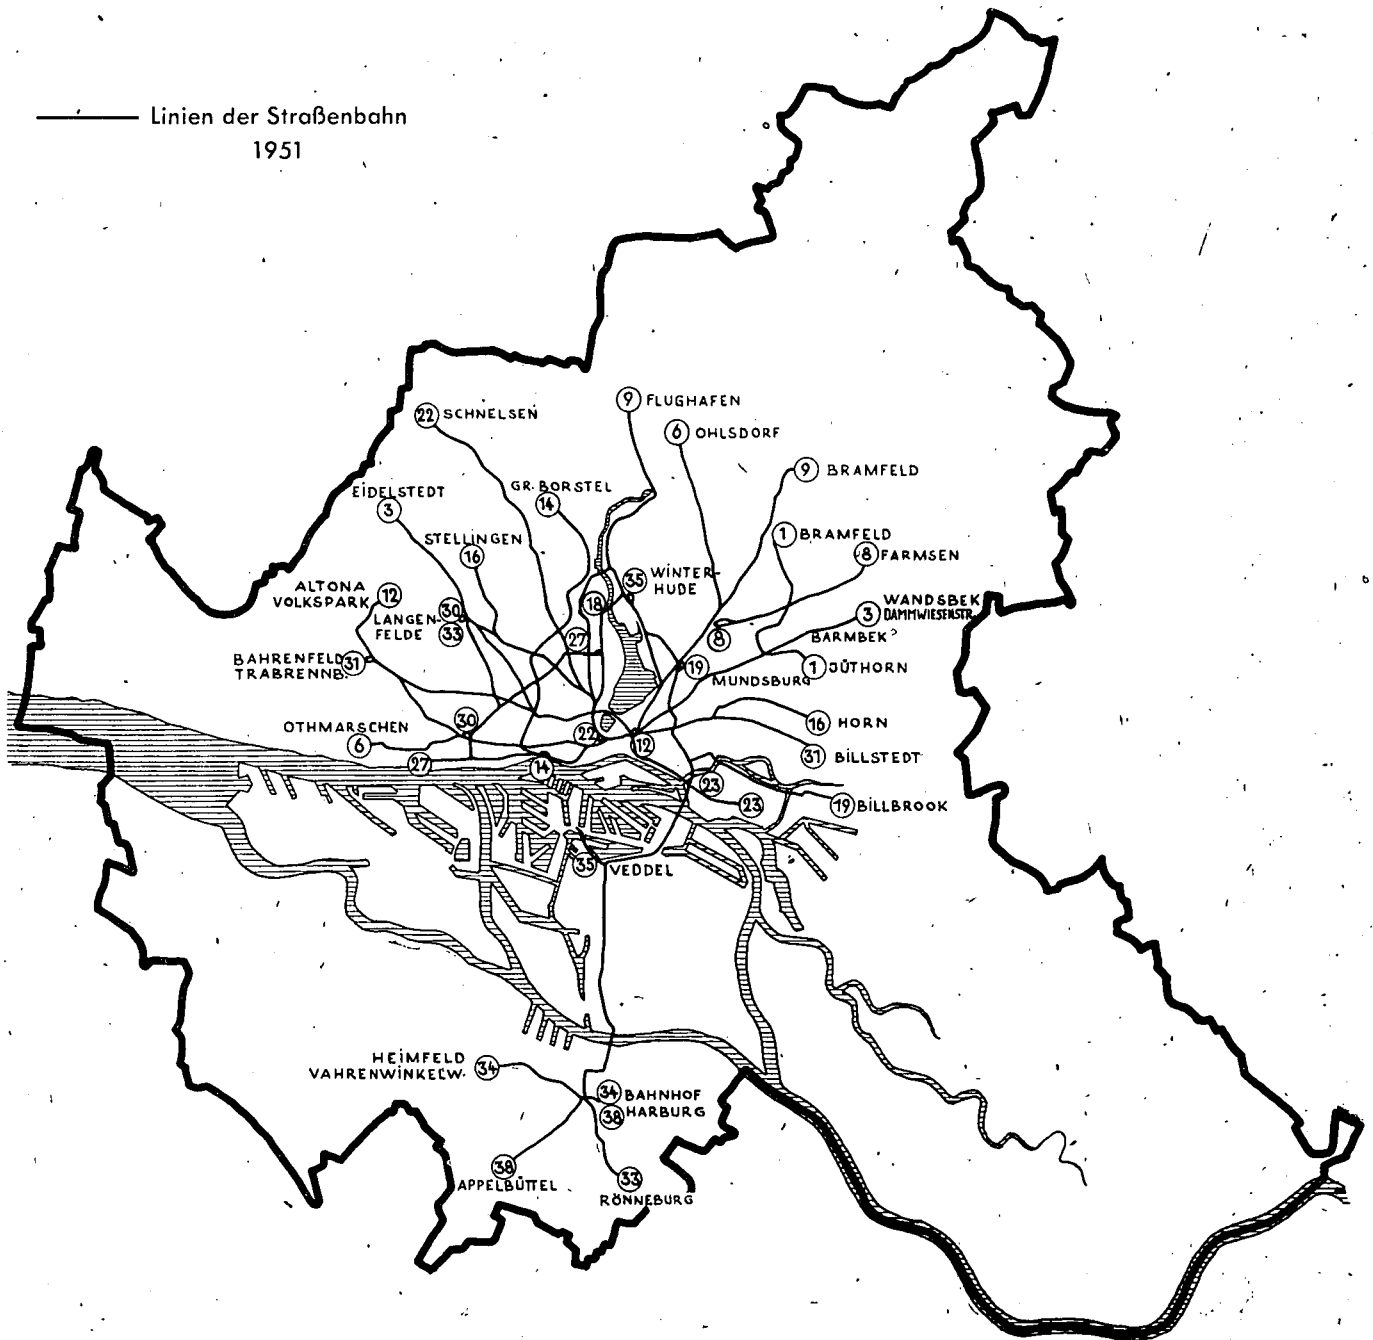 Linien der Straßenbahn
1951
9 FLUGHAFEN
22 SCHNELSEN
6 OHLSDORF
9 BRAMFELD
GR. BORSTEL
14
EIDELSTEDT
3
1 BRAMFELD
STELLINGEN
16
8 FARMSEN
35 WINTER-
HUDE
ALTONA
VOLKSPARK 12
18
WANDSBEK
3 DAMMWIESENSTR.
30
LANGEN-
FELDE
33
27
8
BARMBEK
BAHRENFELD
TRABRENNB. 31
19
MUNDSBURG
1 JÜTHORN
OTHMARSCHEN
6
30
22
12
16 HORN
31 BILLSTEDT
27
14
23
23
19 BILLBROOK
35 VEDDEL
HEIMFELD
VAHRENWINKELW. 34
34 BAHNHOF
38 HARBURG
38
APPELBÜTTEL
33
RÖNNEBURG